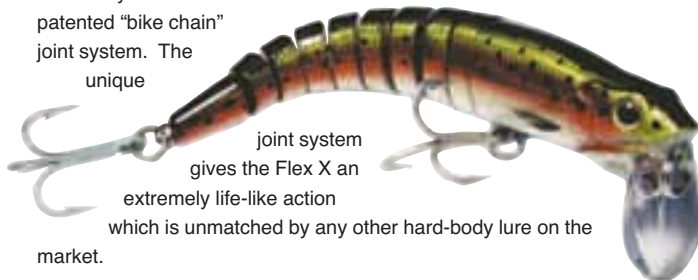 patented “bike chain”
joint system. The
unique
joint system
gives the Flex X an
extremely life-like action
which is unmatched by any other hard-body lure on the
market.